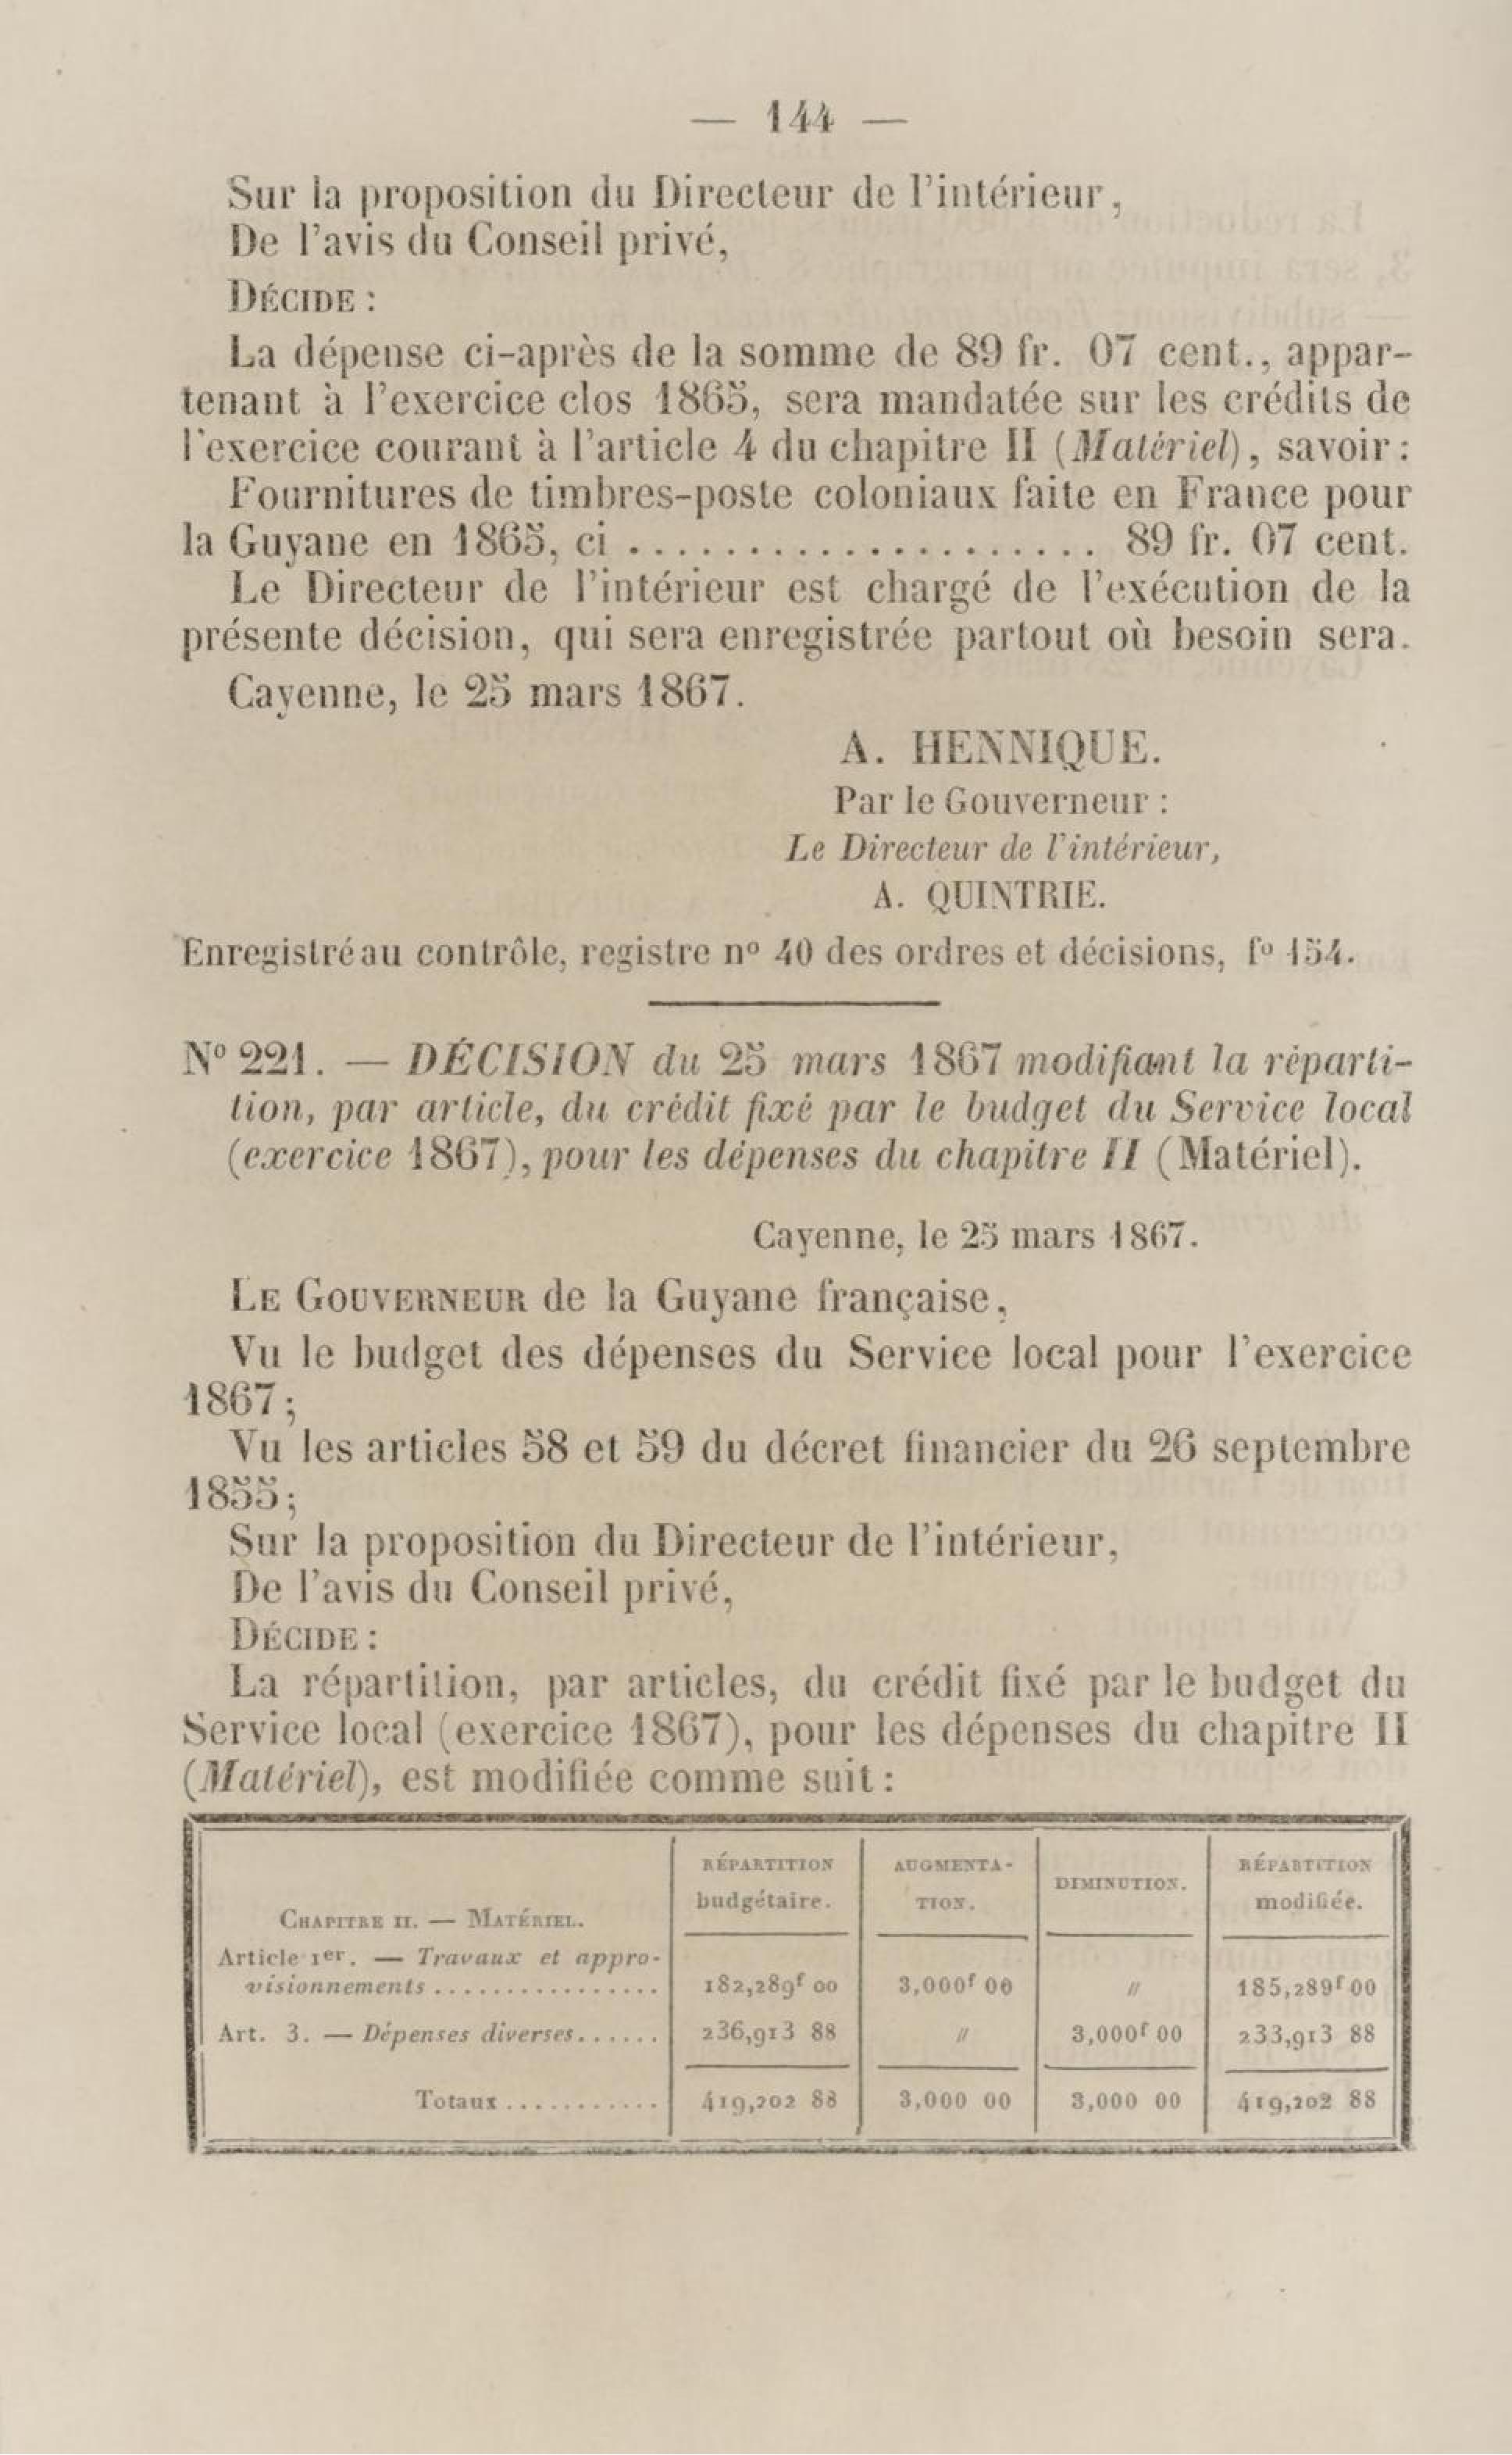 — 144 —
Sur la proposition du Directeur de l'intérieur,
De l'avis du Conseil privé,
DÉCIDE :
La dépense ci-après de la somme de 89 fr. 07 cent., appar-
tenant à l'exercice clos 1865, sera mandatée sur les crédits de
l'exercice courant à l'article 4 du chapitre II (Matériel), savoir :
Fournitures de timbres-poste coloniaux faite en France pour
la Guyane en 1865, ci .................... 89 fr. 07 cent.
Le Directeur de l'intérieur est chargé de l'exécution de la
présente décision, qui sera enregistrée partout où besoin sera.
Cayenne, le 25 mars 1867.
A. HENNIQUE.
Par le Gouverneur :
Le Directeur de l'intérieur,
A. QUINTRIE.
Enregistré au contrôle, registre nº 40 des ordres et décisions, fº 154.
Nº 221. — DÉCISION du 25 mars 1867 modifiant la réparti-
tion, par article, du crédit fixé par le budget du Service local
(exercice 1867), pour les dépenses du chapitre II (Matériel).
Cayenne, le 25 mars 1867.
LE GOUVERNEUR de la Guyane française,
Vu le budget des dépenses du Service local pour l'exercice
1867;
Vu les articles 58 et 59 du décret financier du 26 septembre
1855;
Sur la proposition du Directeur de l'intérieur,
De l'avis du Conseil privé,
DÉCIDE :
La répartition, par articles, du crédit fixé par le budget du
Service local (exercice 1867), pour les dépenses du chapitre II
(Matériel), est modifiée comme suit :
CHAPITRE II. — MATÉRIEL. RÉPARTITION budgétaire. AUGMENTA-TION. DIMINUTION. RÉPARTITION modifiée.
Article 1er. — Travaux et appro-
visionnements ................ 182,289f 00 3,000f 00 // 185,289f 00
Art. 3. — Dépenses diverses...... 236,913 88 // 3,000f 00 233,913 88
Totaux ........... 419,202 88 3,000 00 3,000 00 419,202 88